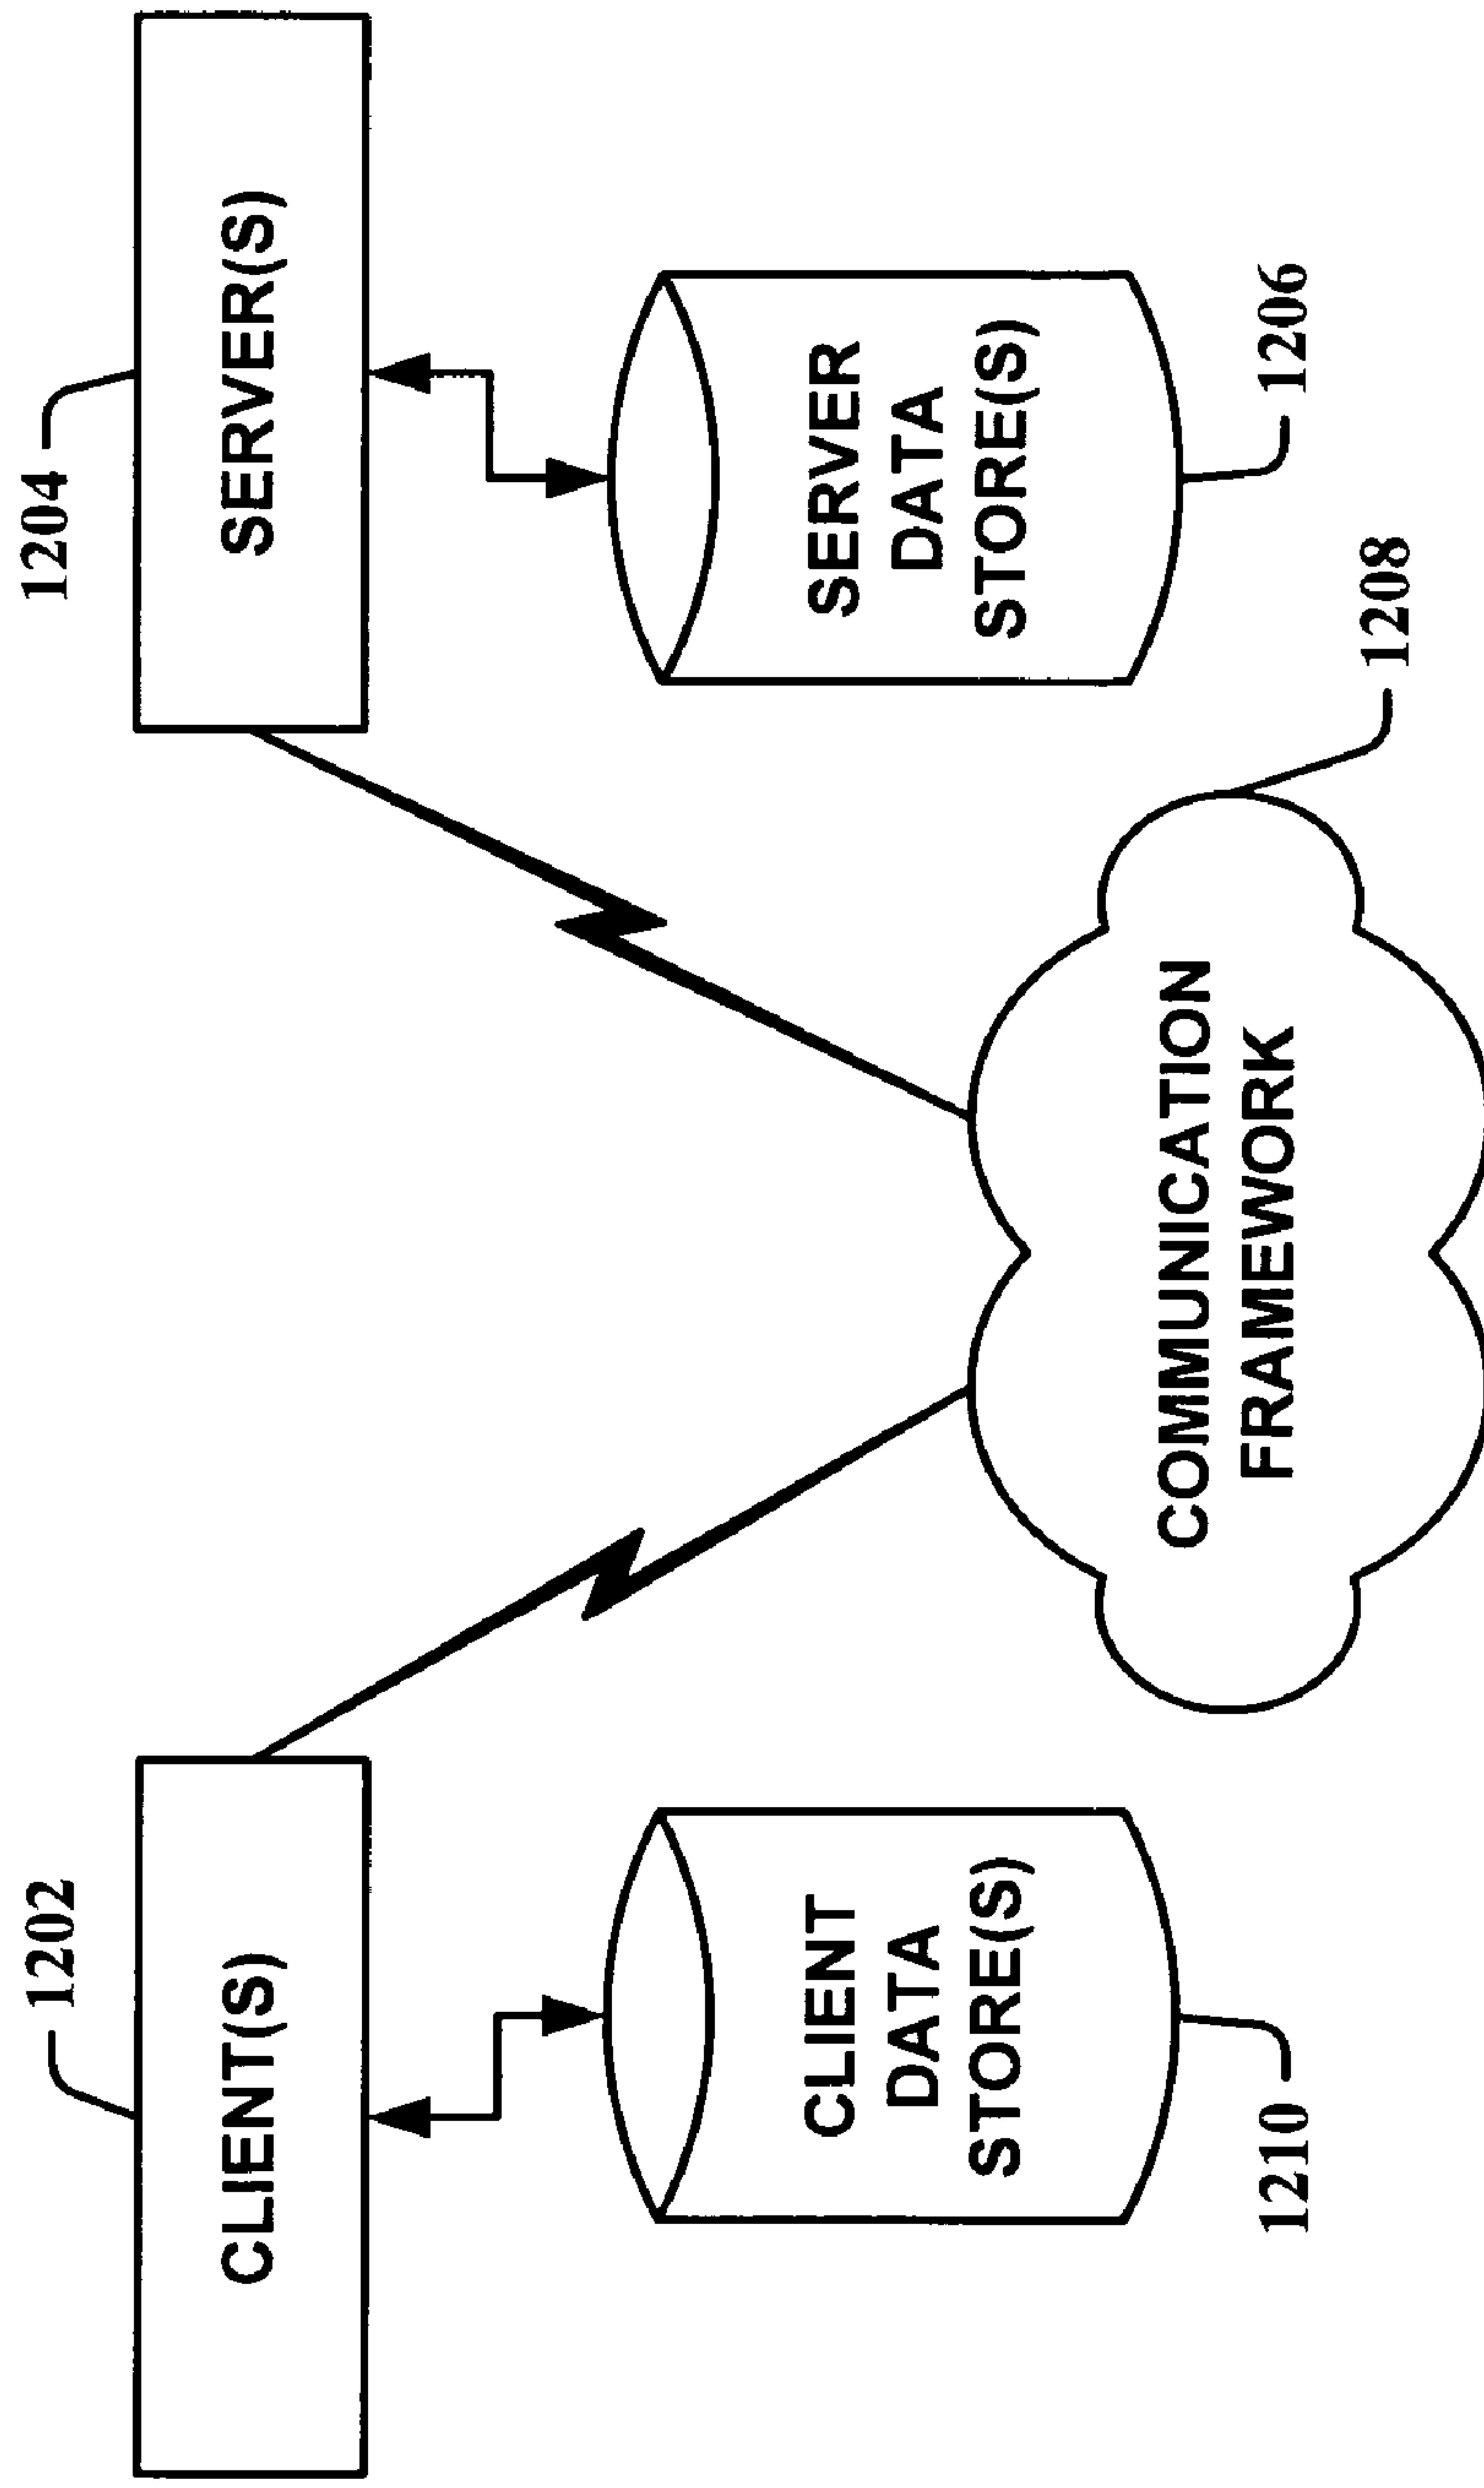 1202
CLIENT(S)
CLIENT
DATA
STORE(S)
1210
1204
SERVER(S)
SERVER
DATA
STORE(S)
1206
COMMUNICATION
FRAMEWORK
1208